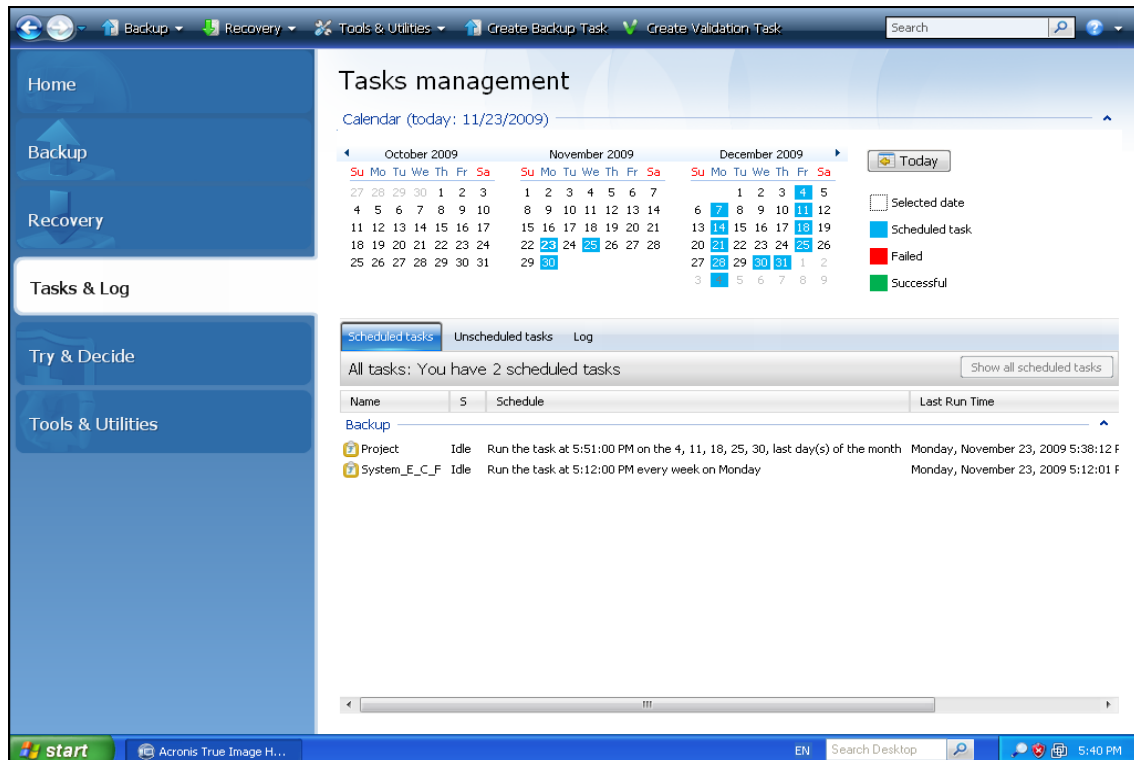 Backup Recovery Tools & Utilities Create Backup Task Create Validation Task Search
Home
Backup
Recovery
Tasks & Log
Try & Decide
Tools & Utilities
Tasks management
Calendar (today: 11/23/2009)
October 2009
Su Mo Tu We Th Fr Sa
27 28 29 30 1 2 3
4 5 6 7 8 9 10
11 12 13 14 15 16 17
18 19 20 21 22 23 24
25 26 27 28 29 30 31
November 2009
Su Mo Tu We Th Fr Sa
1 2 3 4 5 6 7
8 9 10 11 12 13 14
15 16 17 18 19 20 21
22 23 24 25 26 27 28
29 30
December 2009
Su Mo Tu We Th Fr Sa
1 2 3 4 5
6 7 8 9 10 11 12
13 14 15 16 17 18 19
20 21 22 23 24 25 26
27 28 29 30 31 1 2
3 4 5 6 7 8 9
Today
Selected date
Scheduled task
Failed
Successful
Scheduled tasks Unscheduled tasks Log
All tasks: You have 2 scheduled tasks Show all scheduled tasks
Name S Schedule Last Run Time
Backup
Project Idle Run the task at 5:51:00 PM on the 4, 11, 18, 25, 30, last day(s) of the month Monday, November 23, 2009 5:38:12
System_E_C_F Idle Run the task at 5:12:00 PM every week on Monday Monday, November 23, 2009 5:12:01
start Acronis True Image H... EN Search Desktop 5:40 PM